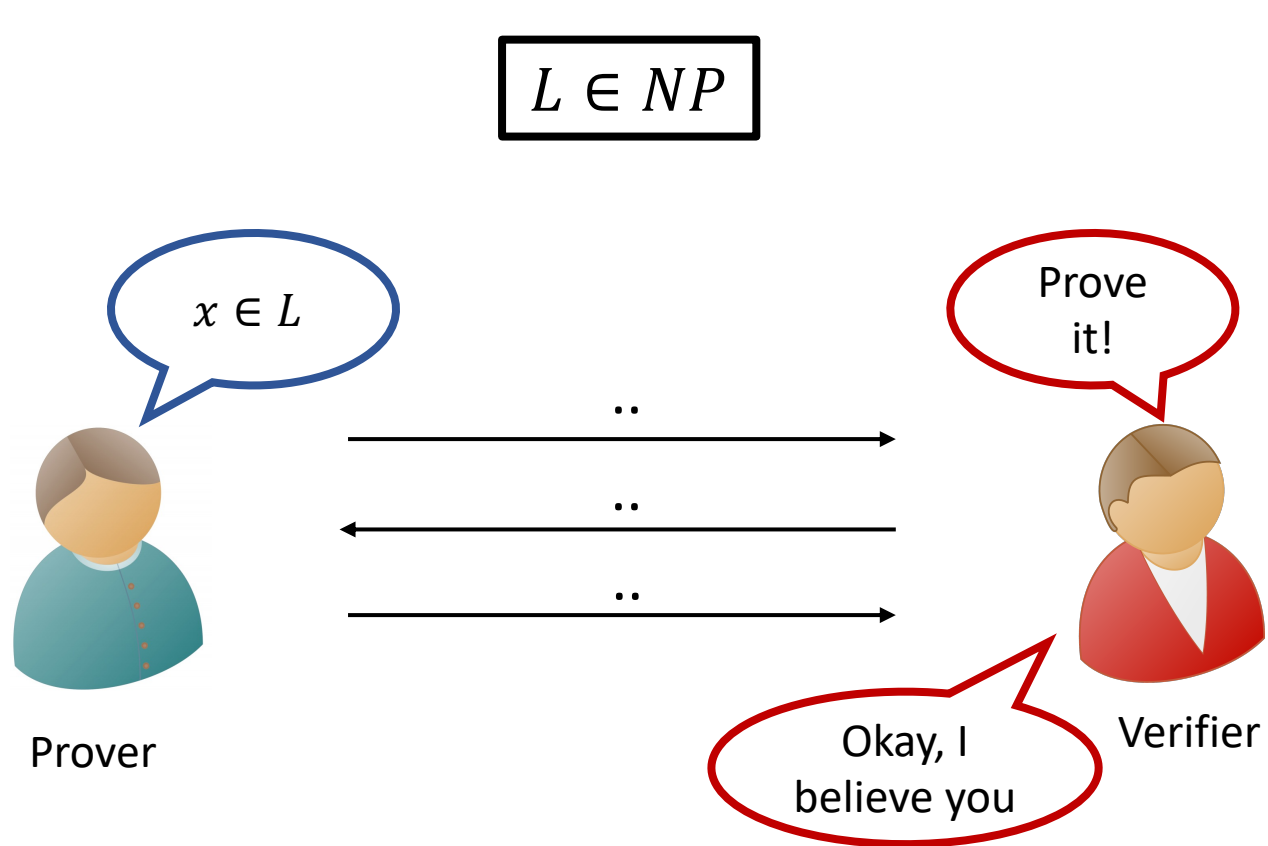 L ∈ NP
x ∈ L
Prove
it!
..
..
..
Prover
Verifier
Okay, I
believe you